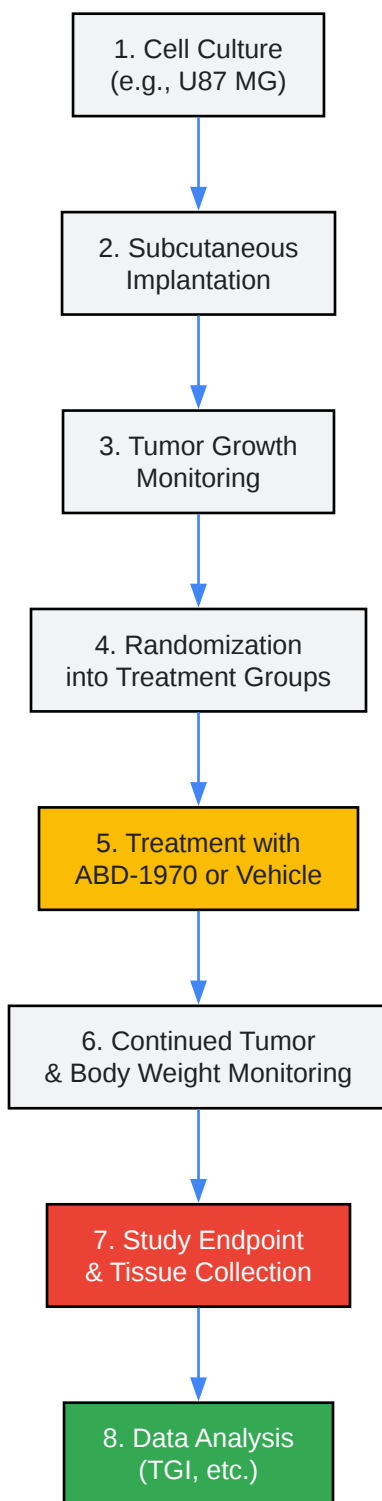 1. Cell Culture
(e.g., U87 MG)
2. Subcutaneous
Implantation
3. Tumor Growth
Monitoring
4. Randomization
into Treatment Groups
5. Treatment with
ABD-1970 or Vehicle
6. Continued Tumor
& Body Weight Monitoring
7. Study Endpoint
& Tissue Collection
8. Data Analysis
(TGI, etc.)